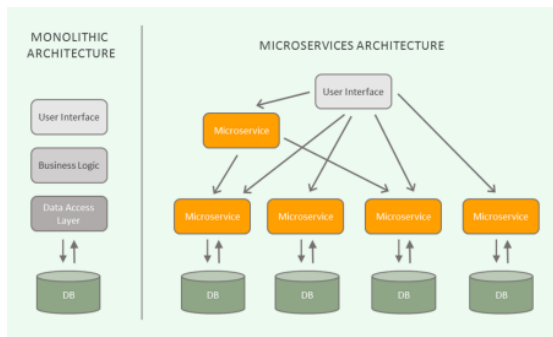 MONOLITHIC
ARCHITECTURE
User Interface
Business Logic
Data Access
Layer
DB
MICROSERVICES ARCHITECTURE
User Interface
Microservice
Microservice
Microservice
Microservice
Microservice
DB
DB
DB
DB